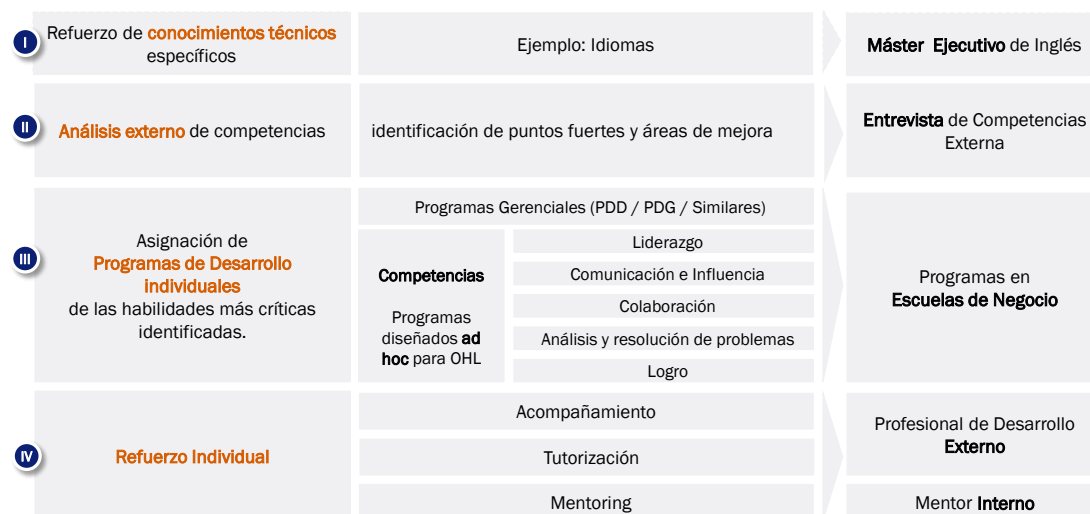 I
Refuerzo de conocimientos técnicos
específicos
Ejemplo: Idiomas
Máster Ejecutivo de Inglés
II
Análisis externo de competencias
identificación de puntos fuertes y áreas de mejora
Entrevista de Competencias
Externa
III
Asignación de
Programas de Desarrollo
individuales
de las habilidades más críticas
identificadas.
Programas Gerenciales (PDD / PDG / Similares)
Competencias
Programas
diseñados ad
hoc para OHL
Liderazgo
Comunicación e Influencia
Colaboración
Análisis y resolución de problemas
Logro
Programas en
Escuelas de Negocio
IV
Refuerzo Individual
Acompañamiento
Tutorización
Mentoring
Profesional de Desarrollo
Externo
Mentor Interno